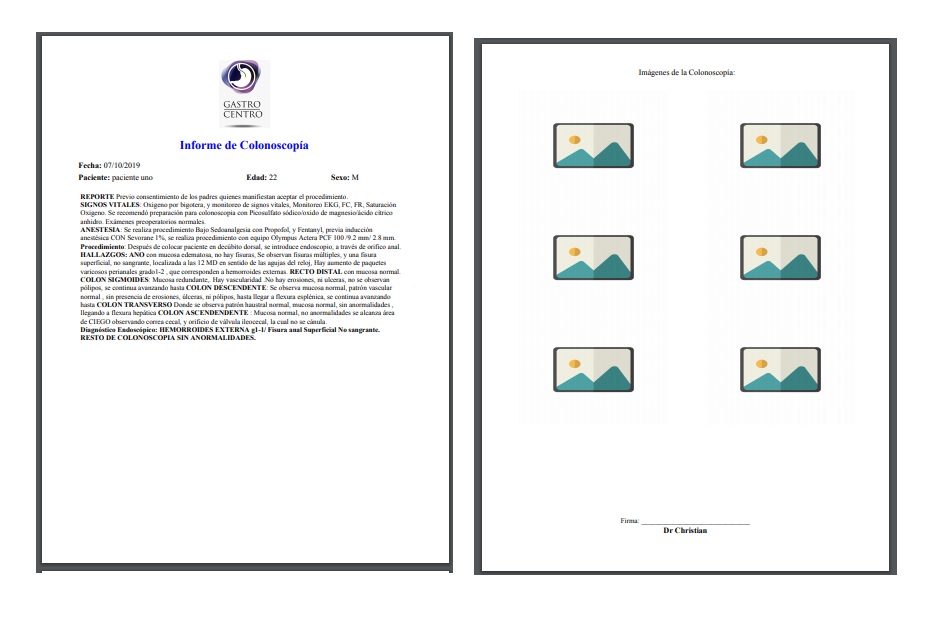 GASTRO
CENTRO
Informe de Colonoscopía
Fecha: 07/10/2019
Paciente: paciente uno Edad: 22 Sexo: M
REPORTE Previo consentimiento de los padres quienes manifiestan aceptar el procedimiento.
SIGNOS VITALES: Oxigeno por bigotera, y monitoreo de signos vitales, Monitoreo EKG, FC, FR, Saturación
Oxigeno. Se recomendó preparación para colonoscopia con Picosulfato sódico/oxido de magnesio/ácido cítrico
anhidro. Exámenes preoperatorios normales.
ANESTESIA: Se realiza procedimiento Bajo Sedoanalgesia con Propofol, y Fentanyl, previa inducción
anestésica CON Sevorane 1%, se realiza procedimiento con equipo Olympus Actera PCF 100 /9.2 mm/ 2.8 mm.
Procedimiento: Después de colocar paciente en decúbito dorsal, se introduce endoscopio, a través de orifico anal.
HALLAZGOS: ANO con mucosa edematosa, no hay fisuras, Se observan fisuras múltiples, y una fisura
superficial, no sangrante, localizada a las 12 MD en sentido de las agujas del reloj, Hay aumento de paquetes
varicosos perianales grado1-2 , que corresponden a hemorroides externas. RECTO DISTAL con mucosa normal.
COLON SIGMOIDES: Mucosa redundante,. Hay vascularidad .No hay erosiones, ni ulceras, no se observan
pólipos, se continua avanzando hasta COLON DESCENDENTE: Se observa mucosa normal, patrón vascular
normal , sin presencia de erosiones, úlceras, ni pólipos, hasta llegar a flexura esplénica, se continua avanzando
hasta COLON TRANSVERSO Donde se observa patrón haustral normal, mucosa normal, sin anormalidades ,
llegando a flexura hepática COLON ASCENDENDENTE : Mucosa normal, no anormalidades se alcanza área
de CIEGO observando correa cecal, y orificio de válvula ileocecal, la cual no se cánula
Diagnóstico Endoscópico: HEMORROIDES EXTERNA g1-1/ Fisura anal Superficial No sangrante.
RESTO DE COLONOSCOPIA SIN ANORMALIDADES.
Imágenes de la Colonoscopía:
Firma:
Dr Christian